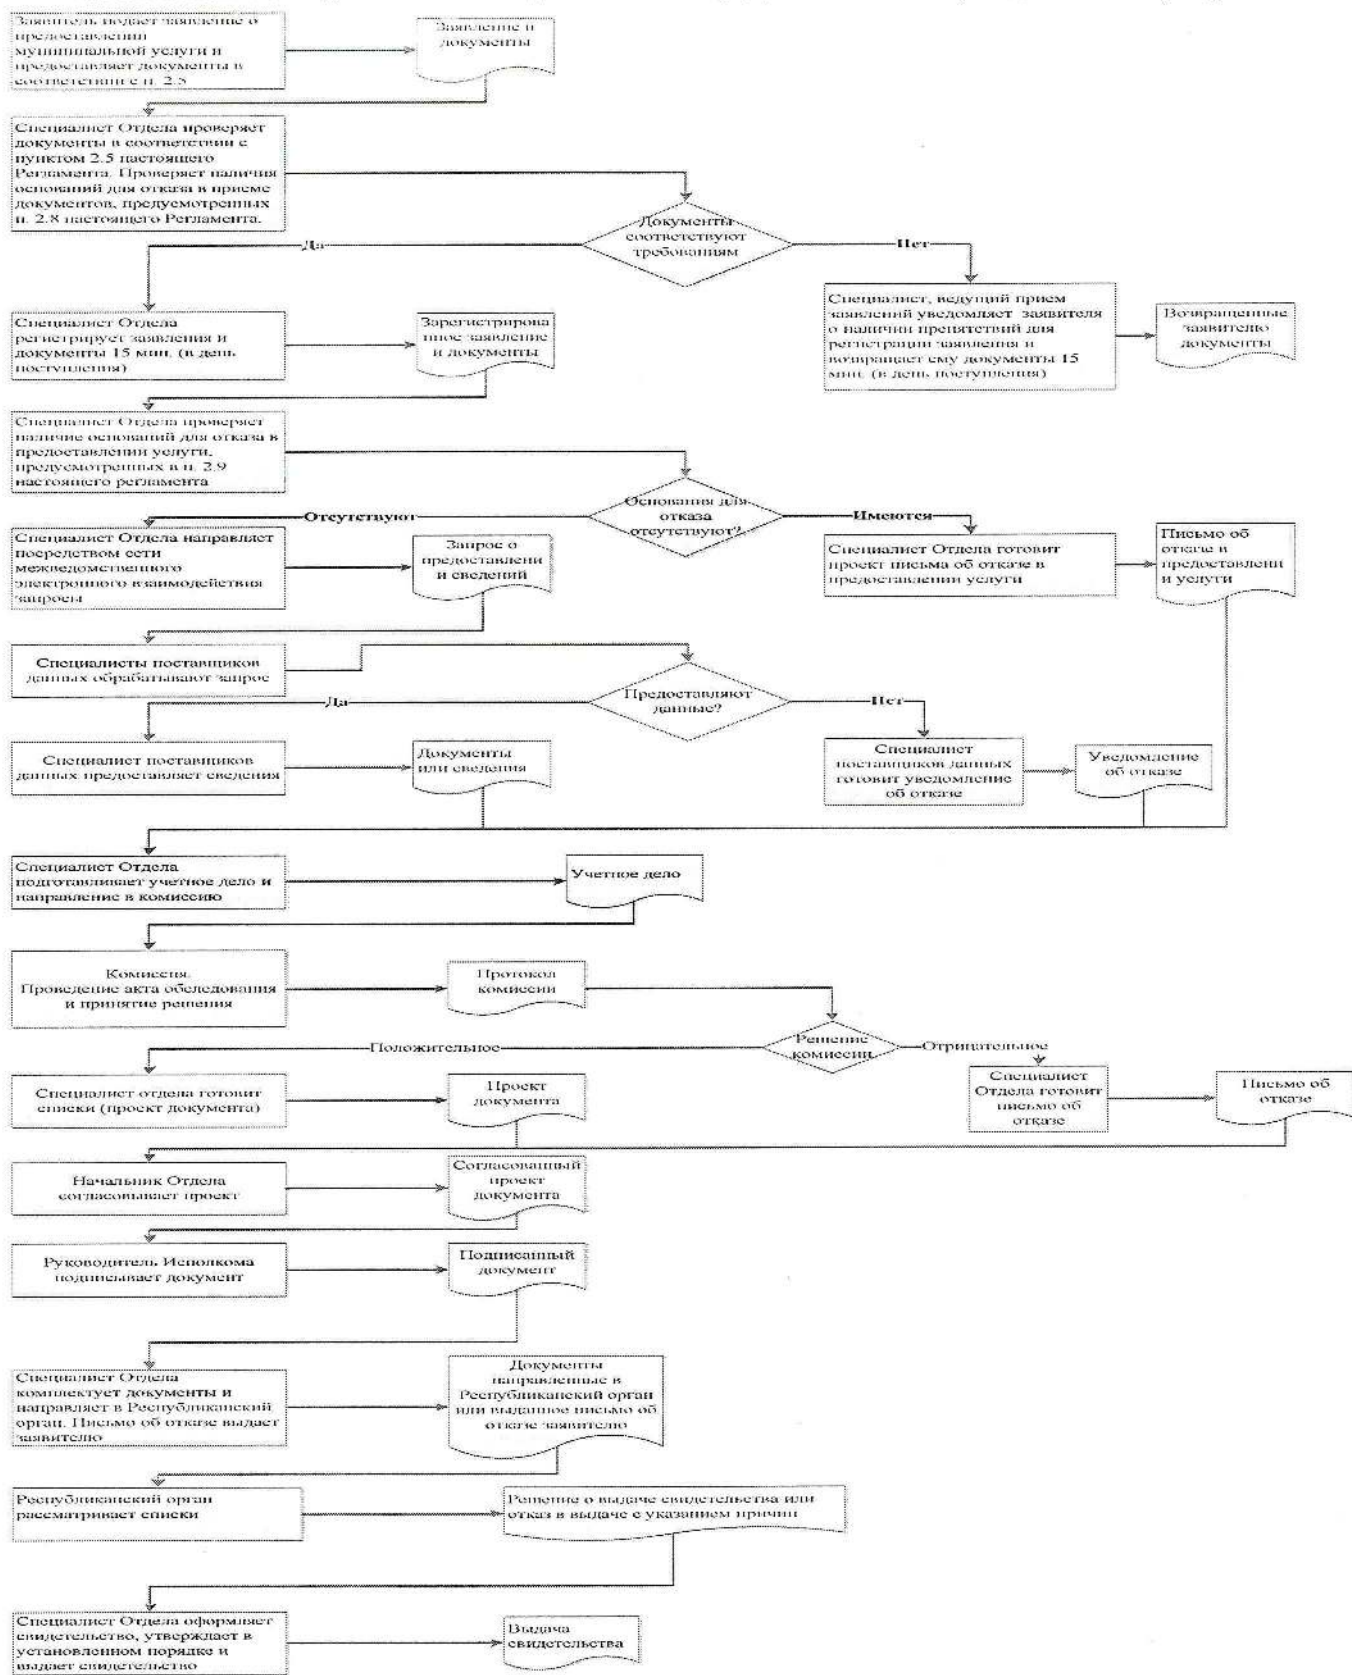 Заявитель подает заявление о
предоставлении
муниципальной услуги и
предоставляет документы в
соответствии с п. 2.5
Заявление и
документы
Специалист Отдела проверяет
документы в соответствии с
пунктом 2.5 настоящего
Регламента. Проверяет наличия
оснований для отказа в приеме
документов, предусмотренных
п. 2.8 настоящего Регламента.
Документы
соответствуют
требованиям
Да
Нет
Специалист Отдела
регистрирует заявления и
документы 15 мин. (в день
поступления)
Зарегистрирова
нное заявление
и документы
Специалист, ведущий прием
заявлений уведомляет заявителя
о наличии препятствий для
регистрации заявления и
возвращает ему документы 15
мин. (в день поступления)
Возвращенные
заявителю
документы
Специалист Отдела проверяет
наличие оснований для отказа в
предоставлении услуги,
предусмотренных в п. 2.9
настоящего регламента
Основания для
отказа
отсутствуют?
Отсутствуют
Имеются
Специалист Отдела направляет
посредством сети
межведомственного
электронного взаимодействия
запросы
Запрос о
предоставлени
и сведений
Специалист Отдела готовит
проект письма об отказе в
предоставлении услуги
Письмо об
отказе в
предоставлени
и услуги
Специалисты поставщиков
данных обрабатывают запрос
Предоставляют
данные?
Да
Нет
Специалист поставщиков
данных предоставляет сведения
Документы
или сведения
Специалист
поставщиков данных
готовит уведомление
об отказе
Уведомление
об отказе
Специалист Отдела
подготавливает учетное дело и
направление в комиссию
Учетное дело
Комиссия.
Проведение акта обследования
и принятие решения
Протокол
комиссии
Решение
комиссии
Положительное
Отрицательное
Специалист отдела готовит
списки (проект документа)
Проект
документа
Специалист
Отдела готовит
письмо об
отказе
Письмо об
отказе
Начальник Отдела
согласовывает проект
Согласованный
проект
документа
Руководитель Исполкома
подписывает документ
Подписанный
документ
Специалист Отдела
комплектует документы и
направляет в Республиканский
орган. Письмо об отказе выдает
заявителю
Документы
направленные в
Республиканский орган
или выданное письмо об
отказе заявителю
Республиканский орган
рассматривает списки
Решение о выдаче свидетельства или
отказ в выдаче с указанием причин
Специалист Отдела оформляет
свидетельство, утверждает в
установленном порядке и
выдает свидетельство
Выдача
свидетельства